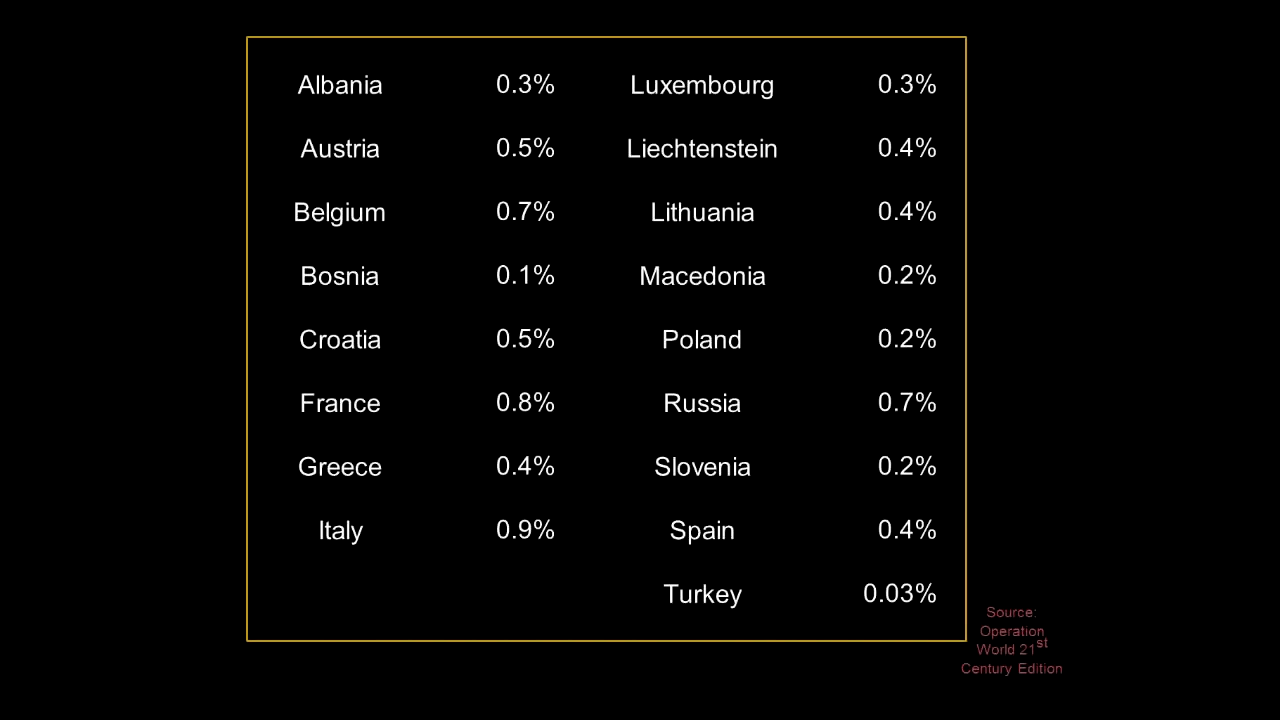 Albania 0.3% Luxembourg 0.3%
Austria 0.5% Liechtenstein 0.4%
Belgium 0.7% Lithuania 0.4%
Bosnia 0.1% Macedonia 0.2%
Croatia 0.5% Poland 0.2%
France 0.8% Russia 0.7%
Greece 0.4% Slovenia 0.2%
Italy 0.9% Spain 0.4%
Turkey 0.03%
Source:
Operation
World 21st
Century Edition